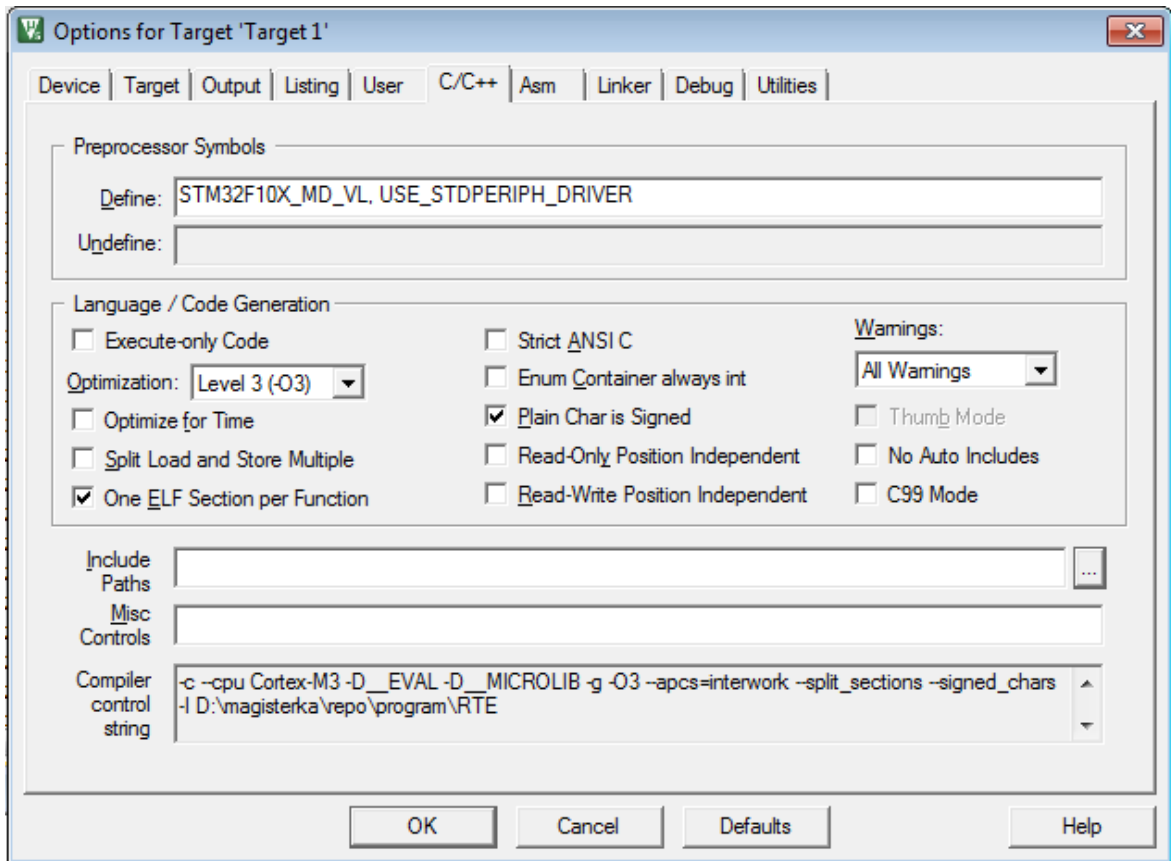 Options for Target 'Target 1'
Device Target Output Listing User C/C++ Asm Linker Debug Utilities
Preprocessor Symbols
Define: STM32F10X_MD_VL, USE_STDPERIPH_DRIVER
Undefine:
Language / Code Generation
Execute-only Code
Optimization: Level 3 (-O3)
Optimize for Time
Split Load and Store Multiple
One ELF Section per Function
Strict ANSI C
Enum Container always int
Plain Char is Signed
Read-Only Position Independent
Read-Write Position Independent
Warnings:
All Warnings
Thumb Mode
No Auto Includes
C99 Mode
Include
Paths
...
Misc
Controls
Compiler
control
string
-c --cpu Cortex-M3 -D__EVAL -D__MICROLIB -g -O3 --apcs=interwork --split_sections --signed_chars
-I D:\magisterka\repo\program\RTE
OK Cancel Defaults Help